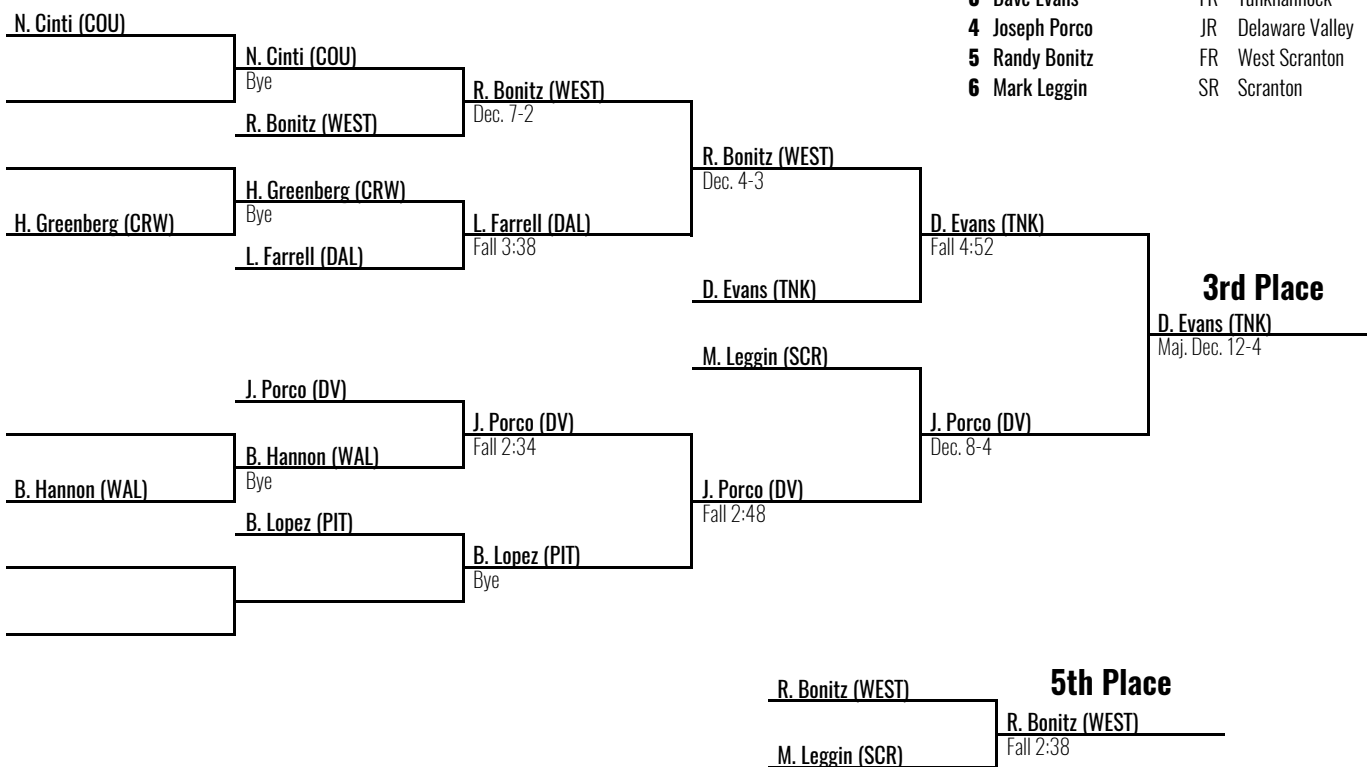 3 Dave Evans FR Tunkhannock
4 Joseph Porco JR Delaware Valley
5 Randy Bonitz FR West Scranton
6 Mark Leggin SR Scranton
N. Cinti (COU)
N. Cinti (COU)
Bye
R. Bonitz (WEST)
R. Bonitz (WEST)
Dec. 7-2
H. Greenberg (CRW)
H. Greenberg (CRW)
Bye
L. Farrell (DAL)
L. Farrell (DAL)
Fall 3:38
R. Bonitz (WEST)
Dec. 4-3
D. Evans (TNK)
D. Evans (TNK)
Fall 4:52
3rd Place
D. Evans (TNK)
Maj. Dec. 12-4
M. Leggin (SCR)
J. Porco (DV)
J. Porco (DV)
Fall 2:34
B. Hannon (WAL)
B. Hannon (WAL)
Bye
J. Porco (DV)
Dec. 8-4
J. Porco (DV)
Fall 2:48
B. Lopez (PIT)
B. Lopez (PIT)
Bye
5th Place
R. Bonitz (WEST)
R. Bonitz (WEST)
Fall 2:38
M. Leggin (SCR)